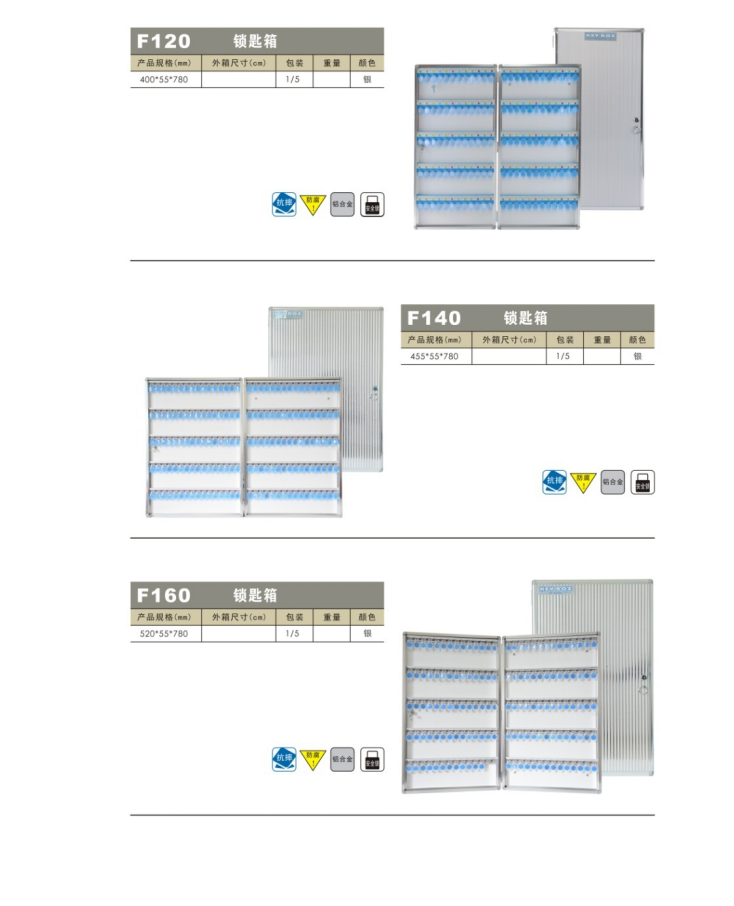 F120 锁匙箱
产品规格(mm) 外箱尺寸(cm) 包装 重量 颜色
400*55*780 1/5 银
抗摔 防腐 ! 铝合金 安全锁
KEY BOX
F140 锁匙箱
产品规格(mm) 外箱尺寸(cm) 包装 重量 颜色
455*55*780 1/5 银
抗摔 防腐 ! 铝合金 安全锁
F160 锁匙箱
产品规格(mm) 外箱尺寸(cm) 包装 重量 颜色
520*55*780 1/5 银
抗摔 防腐 ! 铝合金 安全锁
KEY BOX